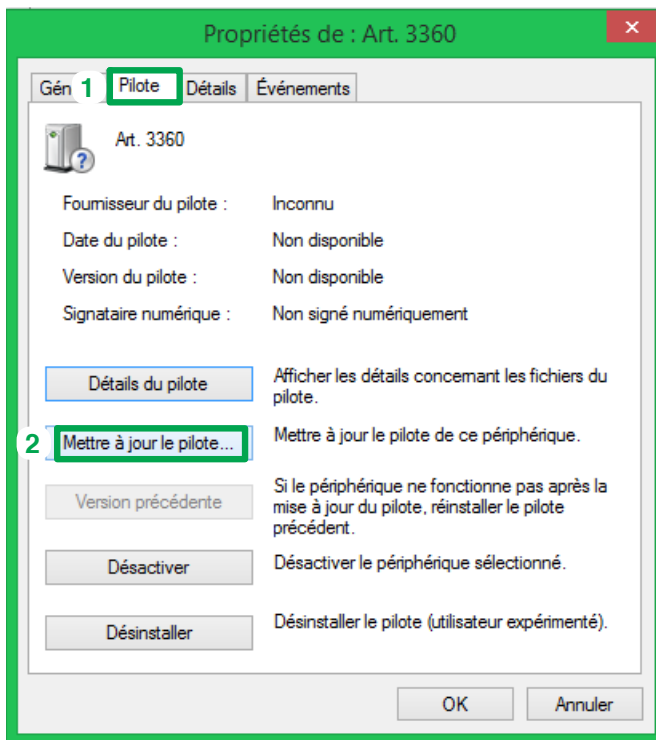 Propriétés de : Art. 3360
Gén 1 Pilote Détails Événements
Art. 3360
Fournisseur du pilote : Inconnu
Date du pilote : Non disponible
Version du pilote : Non disponible
Signataire numérique : Non signé numériquement
Détails du pilote
Afficher les détails concernant les fichiers du
pilote.
2 Mettre à jour le pilote...
Mettre à jour le pilote de ce périphérique.
Version précédente
Si le périphérique ne fonctionne pas après la
mise à jour du pilote, réinstaller le pilote
précédent.
Désactiver
Désactiver le périphérique sélectionné.
Désinstaller
Désinstaller le pilote (utilisateur expérimenté).
OK Annuler